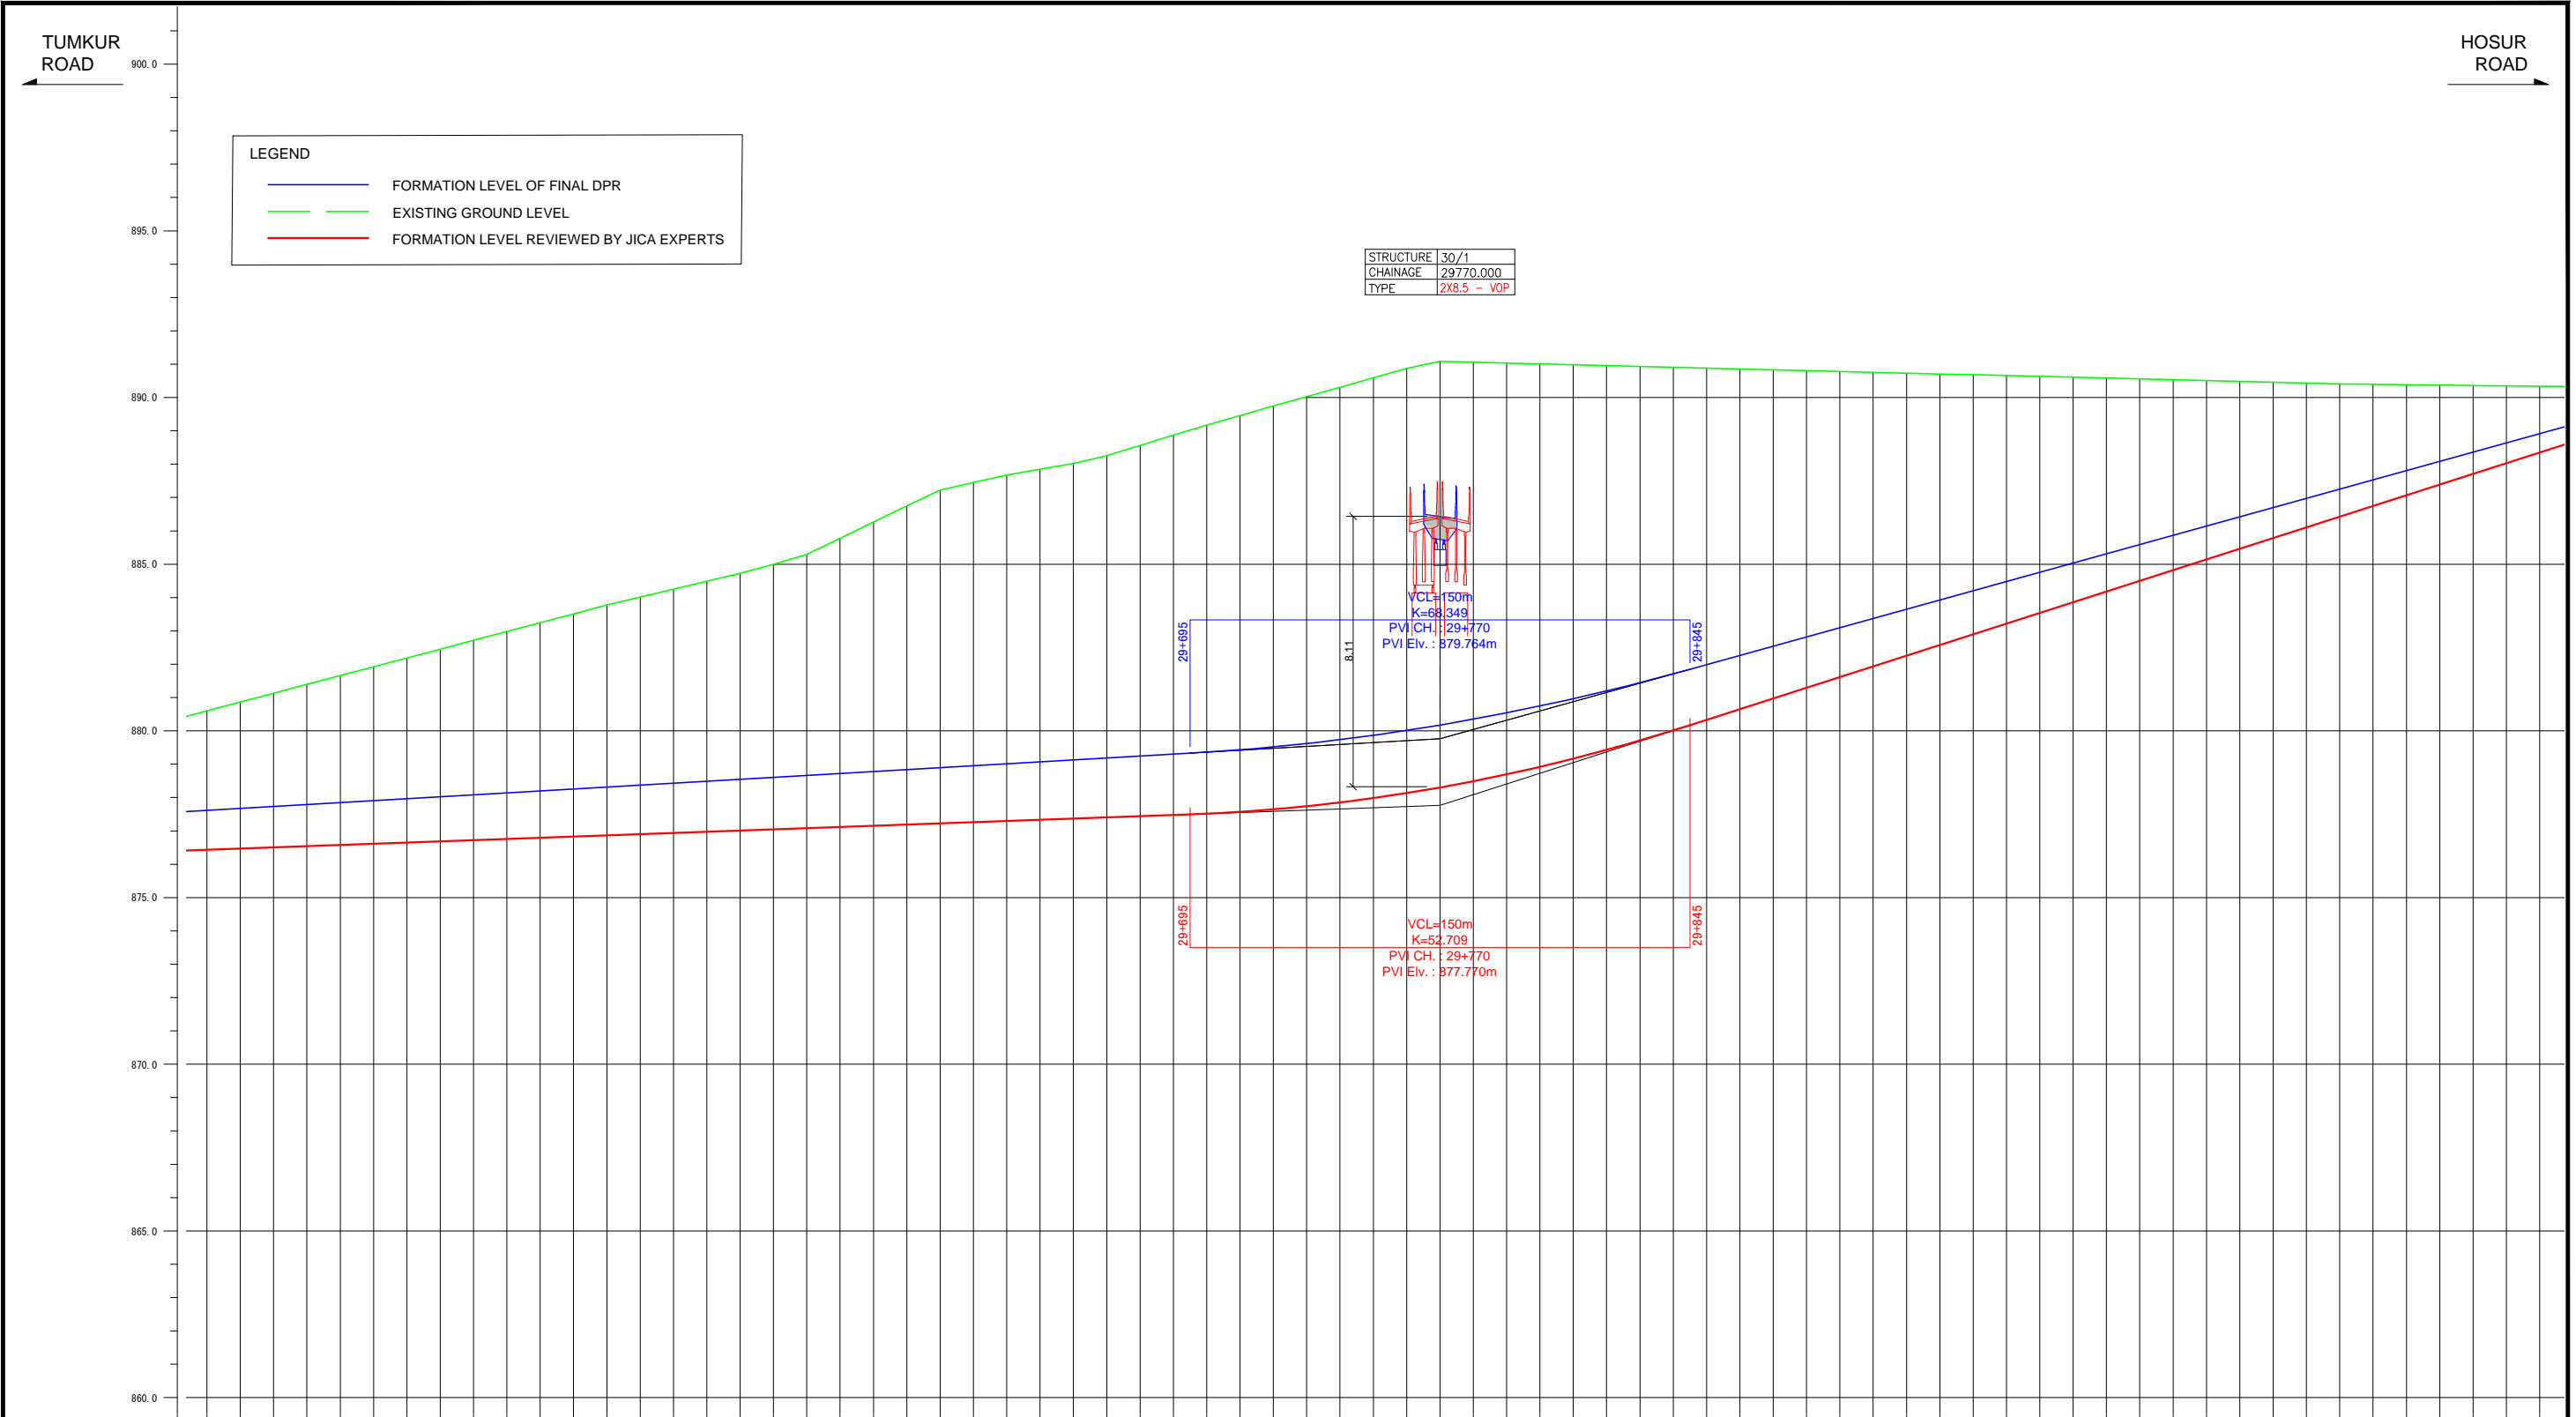 TUMKUR
ROAD
HOSUR
ROAD
LEGEND
FORMATION LEVEL OF FINAL DPR
EXISTING GROUND LEVEL
FORMATION LEVEL REVIEWED BY JICA EXPERTS
STRUCTURE 30/1
CHAINAGE 29770.000
TYPE 2X8.5 - VOP
900.0
895.0
890.0
885.0
880.0
875.0
870.0
865.0
860.0
VCL=150m
K=68.349
PVI CH. : 29+770
PVI Elv. : 879.764m
29+695
29+845
8.11
VCL=150m
K=52.709
PVI CH. : 29+770
PVI Elv. : 877.770m
29+695
29+845